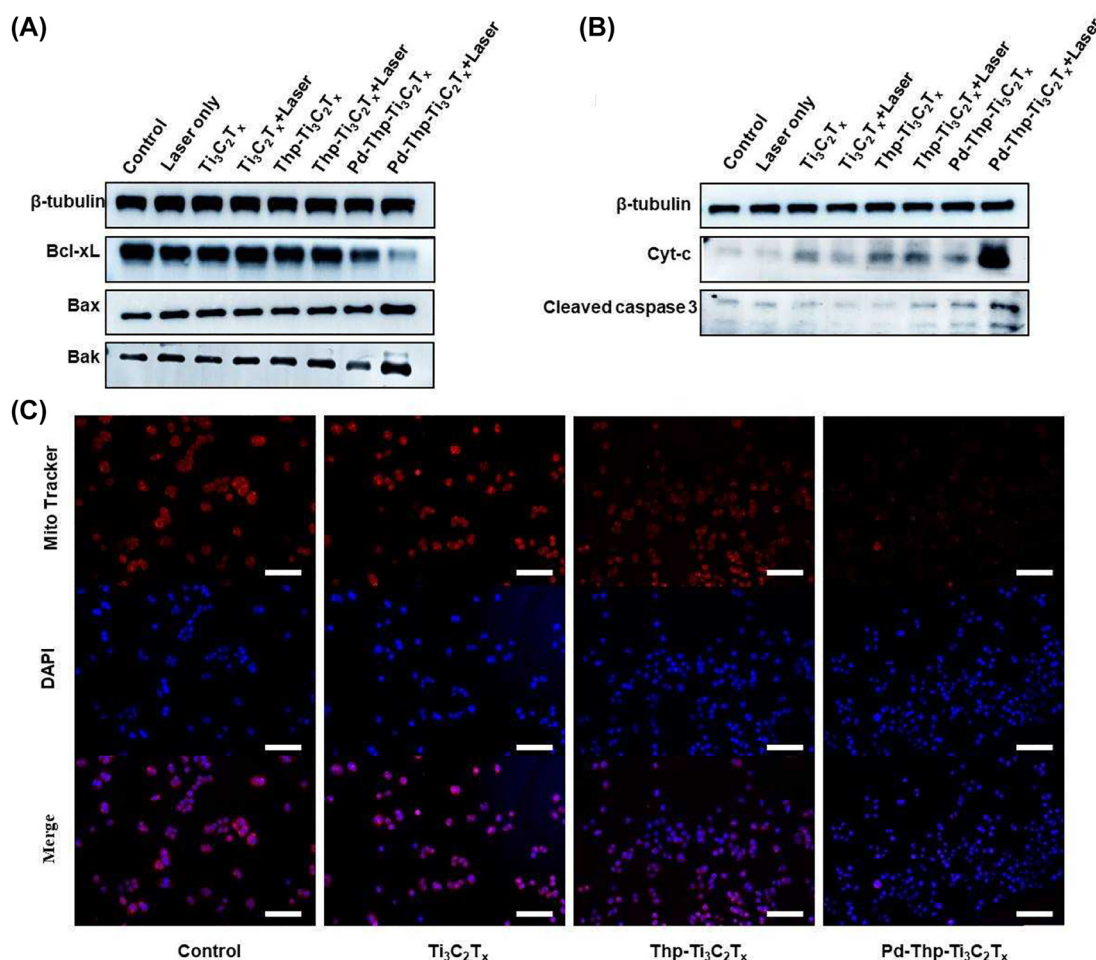 (A)
Control
Laser only
Ti₃C₂Tₓ
Ti₃C₂Tₓ+Laser
Thp-Ti₃C₂Tₓ
Thp-Ti₃C₂Tₓ+Laser
Pd-Thp-Ti₃C₂Tₓ
Pd-Thp-Ti₃C₂Tₓ+Laser
β-tubulin
Bcl-xL
Bax
Bak
(B)
Control
Laser only
Ti₃C₂Tₓ
Ti₃C₂Tₓ+Laser
Thp-Ti₃C₂Tₓ
Thp-Ti₃C₂Tₓ+Laser
Pd-Thp-Ti₃C₂Tₓ
Pd-Thp-Ti₃C₂Tₓ+Laser
β-tubulin
Cyt-c
Cleaved caspase 3
(C)
Mito Tracker
DAPI
Merge
Control
Ti₃C₂Tₓ
Thp-Ti₃C₂Tₓ
Pd-Thp-Ti₃C₂Tₓ